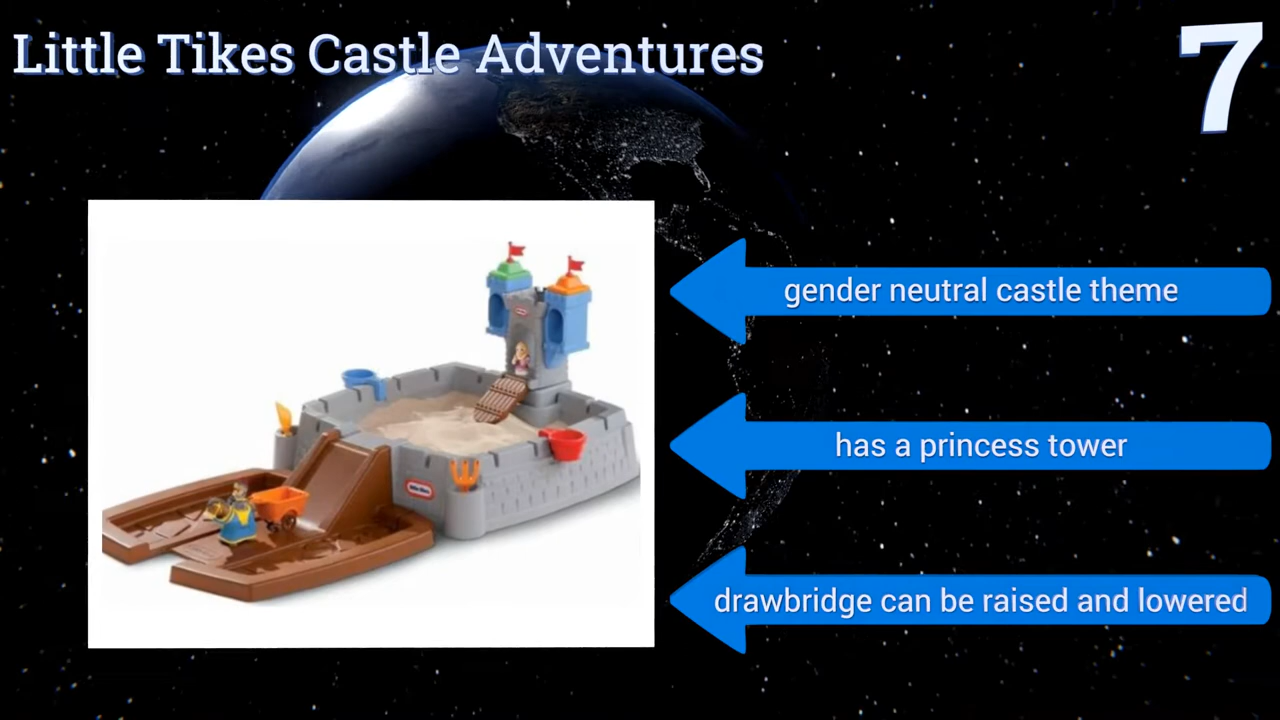 Little Tikes Castle Adventures
7
gender neutral castle theme
has a princess tower
drawbridge can be raised and lowered